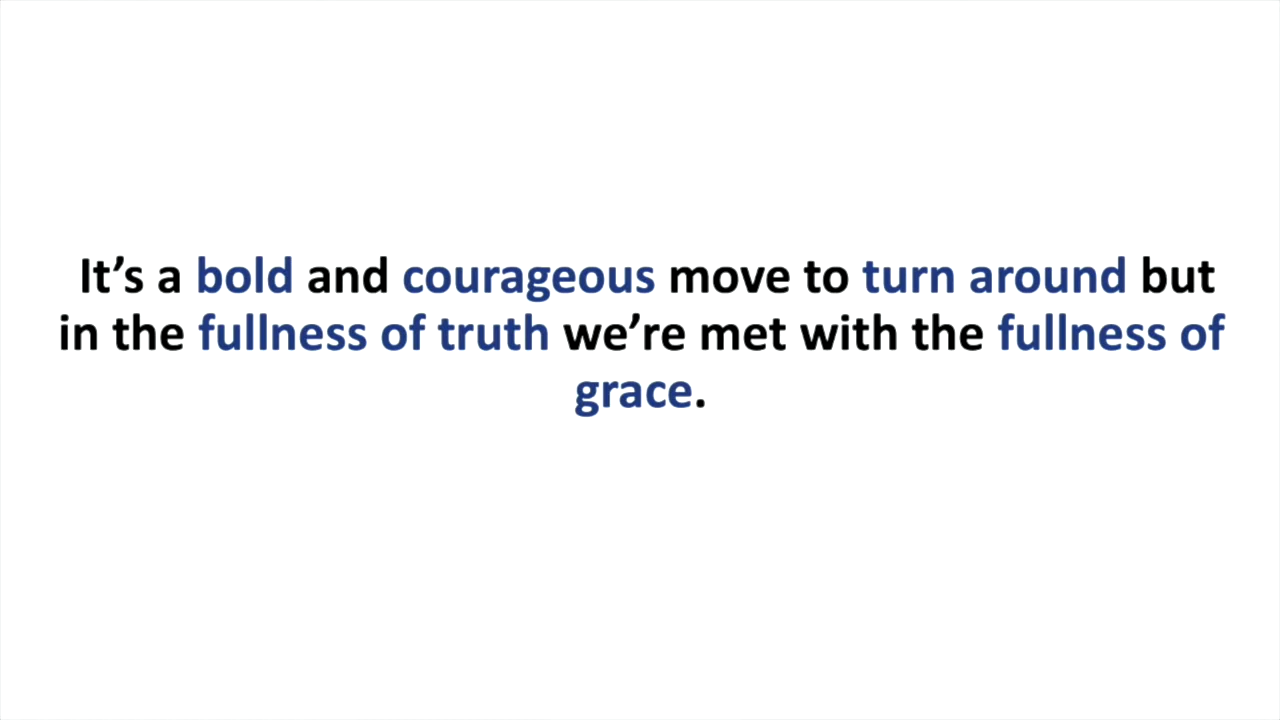 It’s a bold and courageous move to turn around but
in the fullness of truth we’re met with the fullness of
grace.